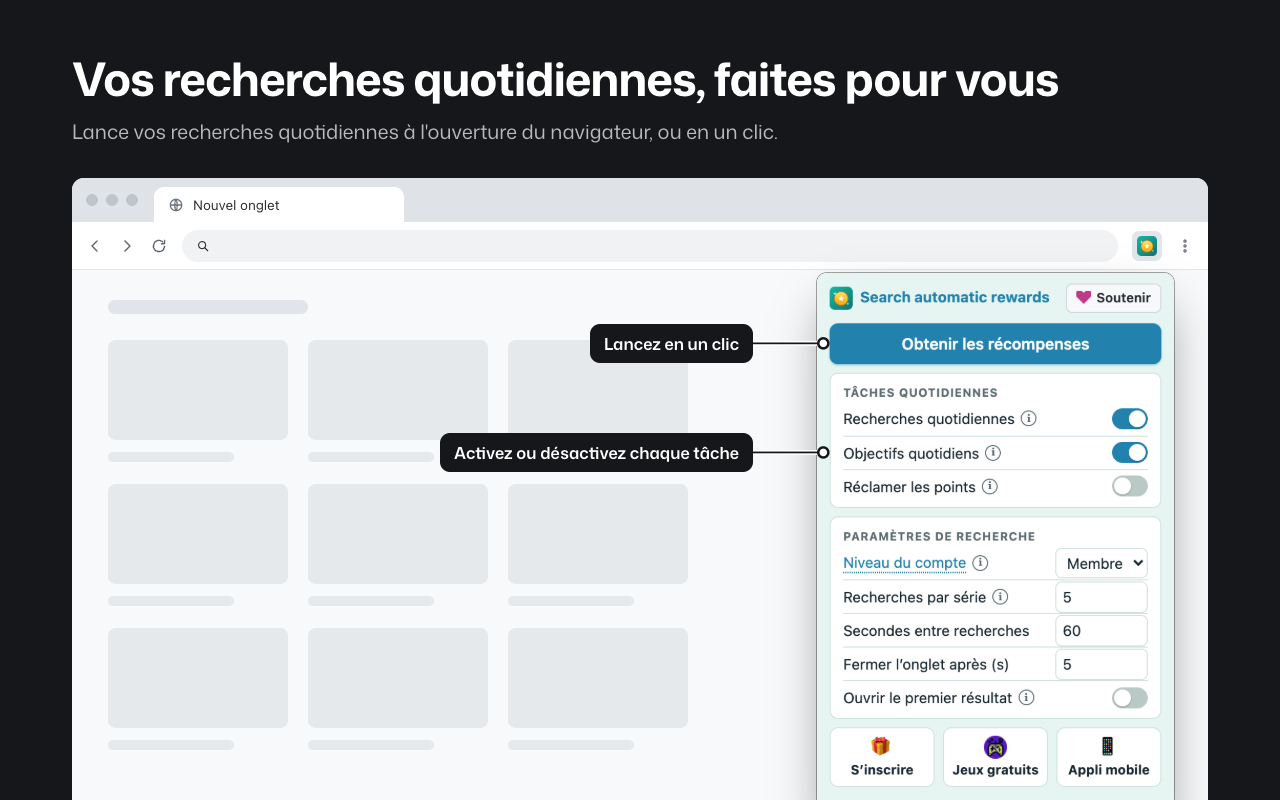 Vos recherches quotidiennes, faites pour vous
Lance vos recherches quotidiennes à l'ouverture du navigateur, ou en un clic.
Nouvel onglet
Search automatic rewards
Soutenir
Lancez en un clic
Obtenir les récompenses
TÂCHES QUOTIDIENNES
Recherches quotidiennes
Activez ou désactivez chaque tâche
Objectifs quotidiens
Réclamer les points
PARAMÈTRES DE RECHERCHE
Niveau du compte
Membre
Recherches par série
5
Secondes entre recherches
60
Fermer l’onglet après (s)
5
Ouvrir le premier résultat
S’inscrire
Jeux gratuits
Appli mobile